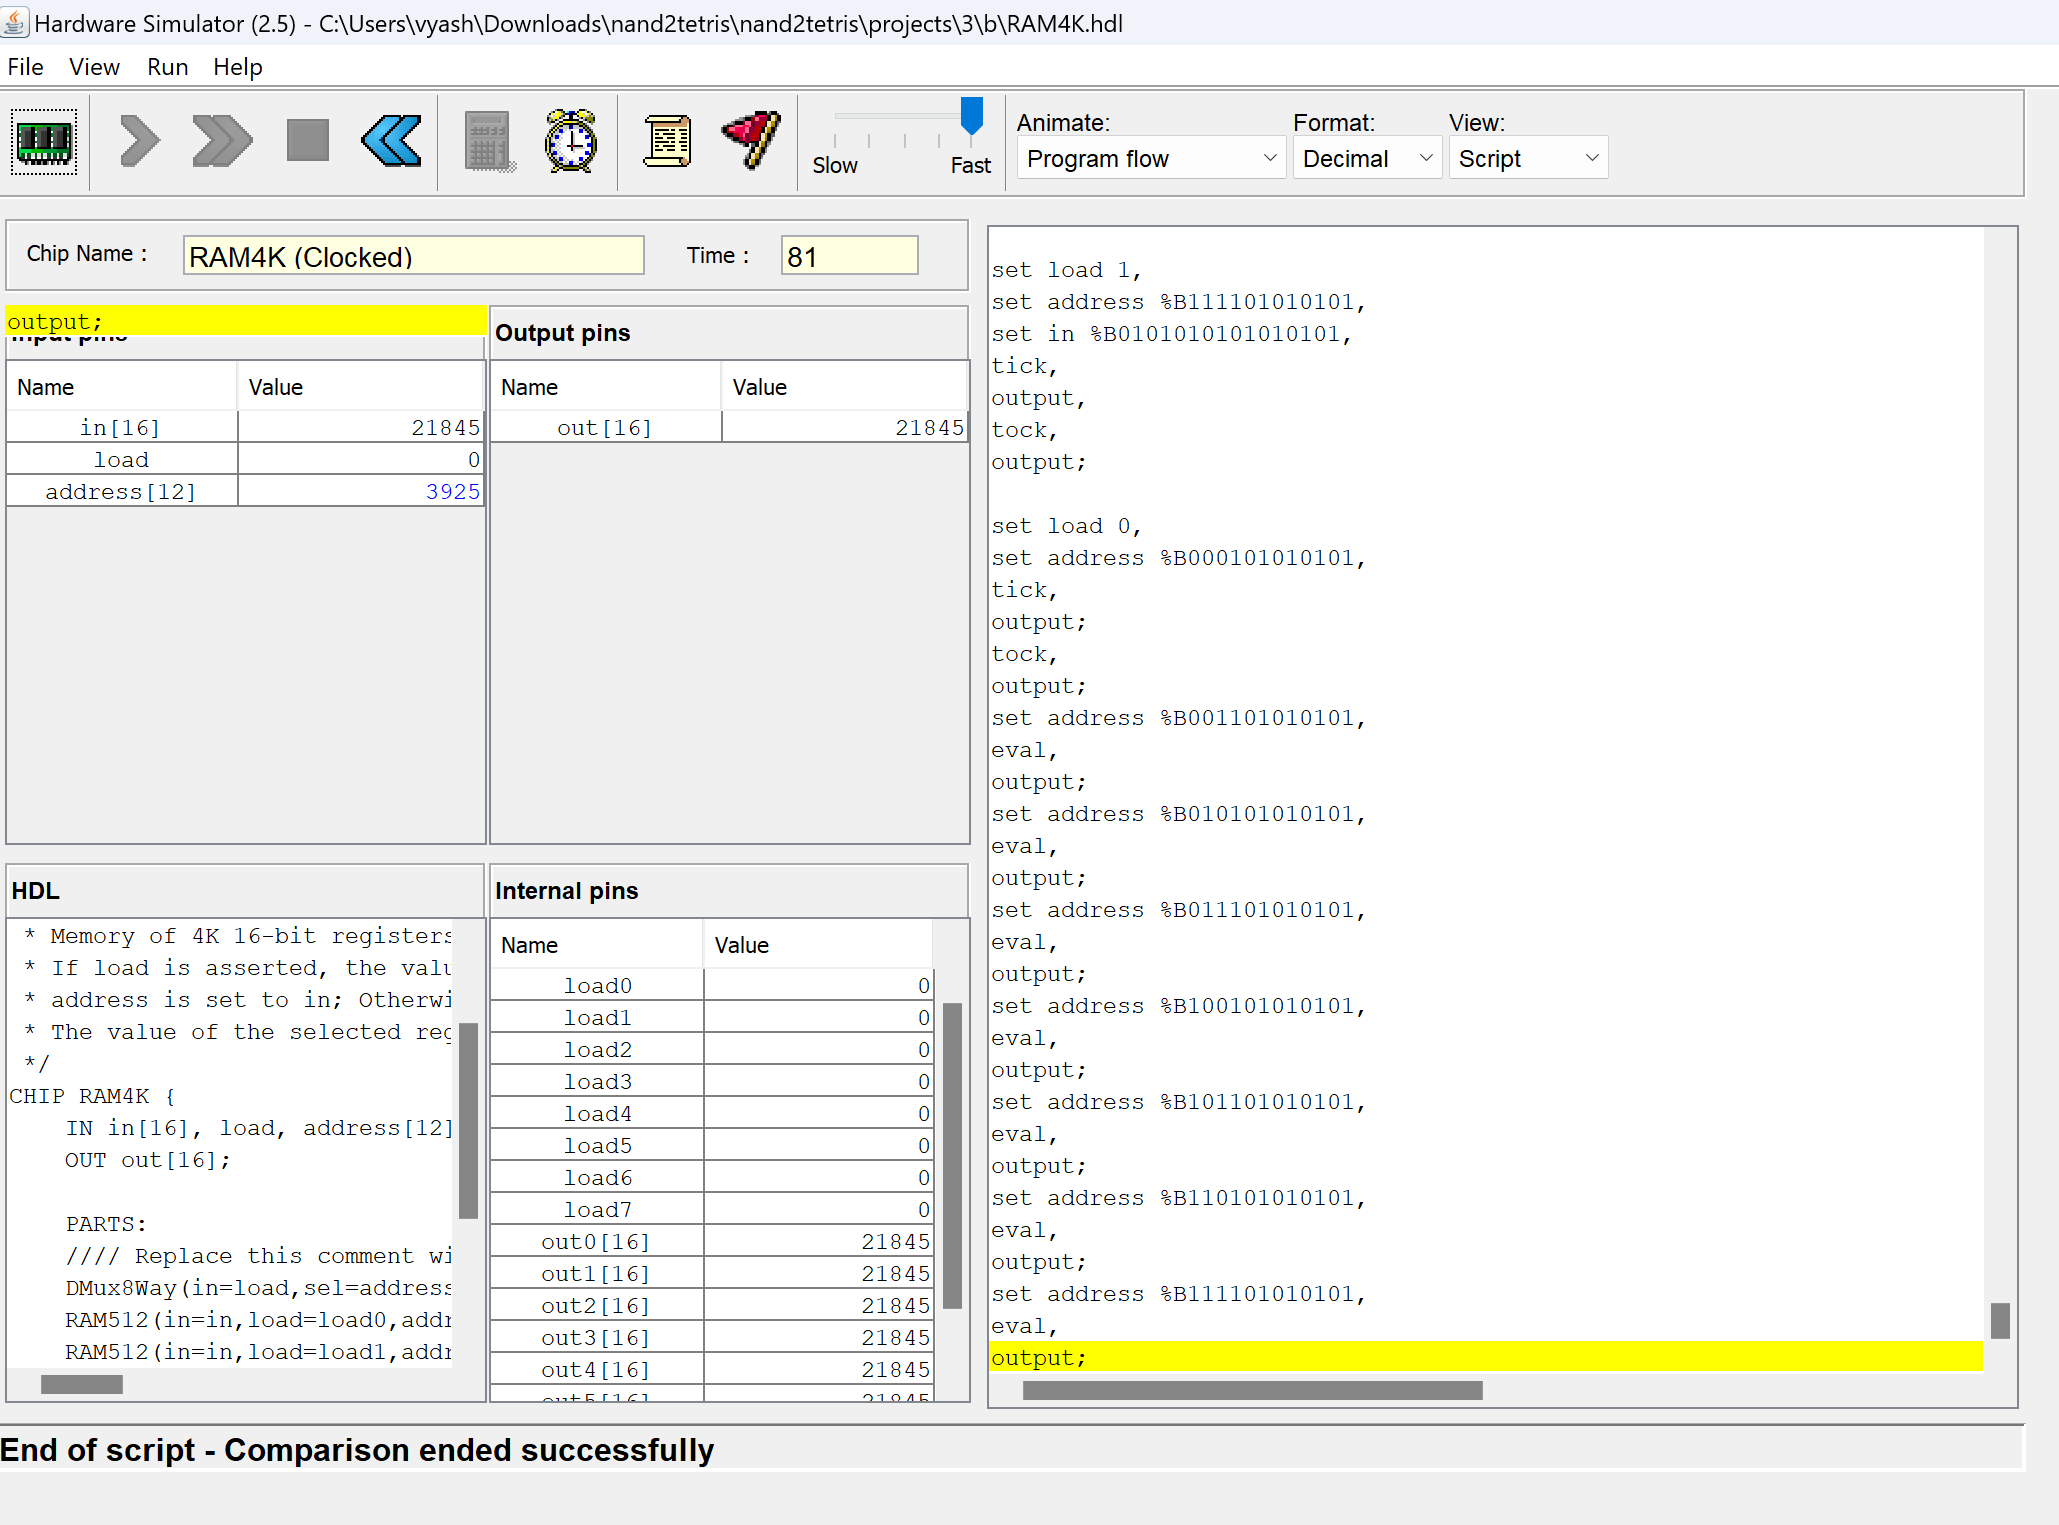 Hardware Simulator (2.5) - C:\Users\vyash\Downloads\nand2tetris\nand2tetris\projects\3\b\RAM4K.hdl
File View Run Help
Slow Fast
Animate: Format: View:
Program flow Decimal Script
Chip Name : RAM4K (Clocked) Time : 81
output;
Input pins
Name Value
in[16] 21845
load 0
address[12] 3925
Output pins
Name Value
out[16] 21845
HDL
* Memory of 4K 16-bit registers
* If load is asserted, the valu
* address is set to in; Otherwi
* The value of the selected reg
*/
CHIP RAM4K {
IN in[16], load, address[12]
OUT out[16];
PARTS:
//// Replace this comment wi
DMux8Way(in=load,sel=address
RAM512(in=in,load=load0,addr
RAM512(in=in,load=load1,addr
Internal pins
Name Value
load0 0
load1 0
load2 0
load3 0
load4 0
load5 0
load6 0
load7 0
out0[16] 21845
out1[16] 21845
out2[16] 21845
out3[16] 21845
out4[16] 21845
out5[16] 21845
set load 1,
set address %B111101010101,
set in %B0101010101010101,
tick,
output,
tock,
output;
set load 0,
set address %B000101010101,
tick,
output;
tock,
output;
set address %B001101010101,
eval,
output;
set address %B010101010101,
eval,
output;
set address %B011101010101,
eval,
output;
set address %B100101010101,
eval,
output;
set address %B101101010101,
eval,
output;
set address %B110101010101,
eval,
output;
set address %B111101010101,
eval,
output;
End of script - Comparison ended successfully